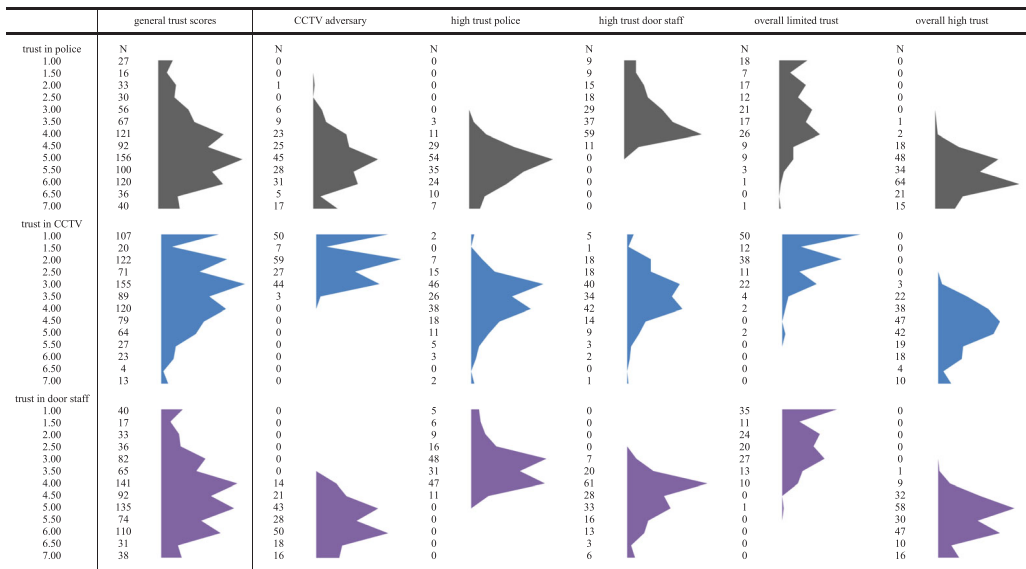 general trust scores CCTV adversary high trust police high trust door staff overall limited trust overall high trust
trust in police N N N N N N
1.00 27 0 0 9 18 0
1.50 16 0 0 9 7 0
2.00 33 1 0 15 17 0
2.50 30 0 0 18 12 0
3.00 56 6 0 29 21 0
3.50 67 9 3 37 17 1
4.00 121 23 11 59 26 2
4.50 92 25 29 11 9 18
5.00 156 45 54 0 9 48
5.50 100 28 35 0 3 34
6.00 120 31 24 0 1 64
6.50 36 5 10 0 0 21
7.00 40 17 7 0 1 15
trust in CCTV
1.00 107 50 2 5 50 0
1.50 20 7 0 1 12 0
2.00 122 59 7 18 38 0
2.50 71 27 15 18 11 0
3.00 155 44 46 40 22 3
3.50 89 3 26 34 4 22
4.00 120 0 38 42 2 38
4.50 79 0 18 14 0 47
5.00 64 0 11 9 2 42
5.50 27 0 5 3 0 19
6.00 23 0 3 2 0 18
6.50 4 0 0 0 0 4
7.00 13 0 2 1 0 10
trust in door staff
1.00 40 0 5 0 35 0
1.50 17 0 6 0 11 0
2.00 33 0 9 0 24 0
2.50 36 0 16 0 20 0
3.00 82 0 48 7 27 0
3.50 65 0 31 20 13 1
4.00 141 14 47 61 10 9
4.50 92 21 11 28 0 32
5.00 135 43 0 33 1 58
5.50 74 28 0 16 0 30
6.00 110 50 0 13 0 47
6.50 31 18 0 3 0 10
7.00 38 16 0 6 0 16